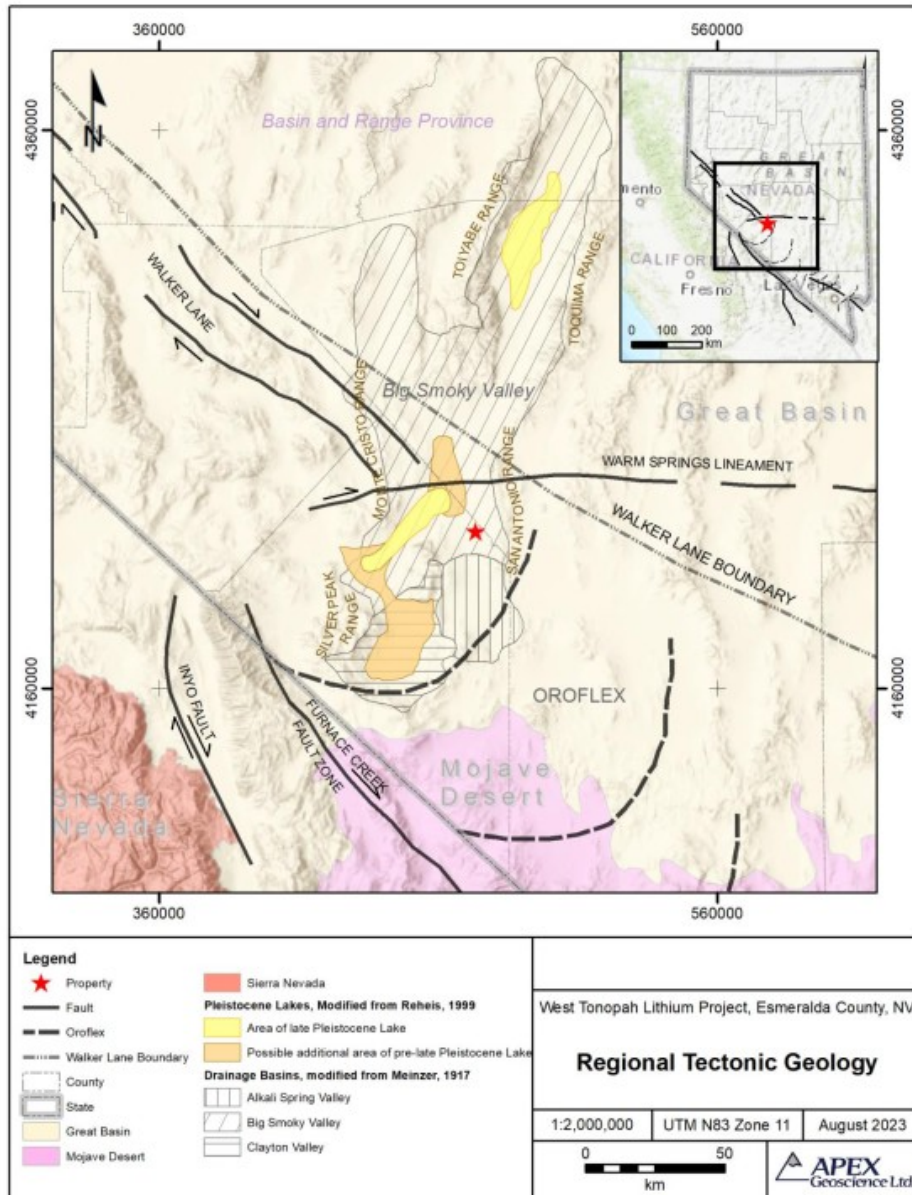 360000
560000
4360000
4360000
N
Basin and Range Province
TOIYABE RANGE
TOQUIMA RANGE
WALKER LANE
MONTE CRISTO RANGE
Big Smoky Valley
Great Basin
SAN ANTONIO RANGE
WARM SPRINGS LINEAMENT
WALKER LANE BOUNDARY
SILVER PEAK
RANGE
4160000
4160000
INYO FAULT
OROFLEX
FURNACE CREEK
FAULT ZONE
Mojave
Desert
Sierra
Nevada
360000
560000
GREAT
BASIN
NEVADA
mento
CALIFORNIA
Fresno
Las Vegas
0 100 200
km
Legend
Property
Fault
Oroflex
Walker Lane Boundary
County
State
Great Basin
Mojave Desert
Sierra Nevada
Pleistocene Lakes, Modified from Reheis, 1999
Area of late Pleistocene Lake
Possible additional area of pre-late Pleistocene Lake
Drainage Basins, modified from Meinzer, 1917
Alkali Spring Valley
Big Smoky Valley
Clayton Valley
West Tonopah Lithium Project, Esmeralda County, NV
Regional Tectonic Geology
1:2,000,000
UTM N83 Zone 11
August 2023
0 50
km
APEX
Geoscience Ltd